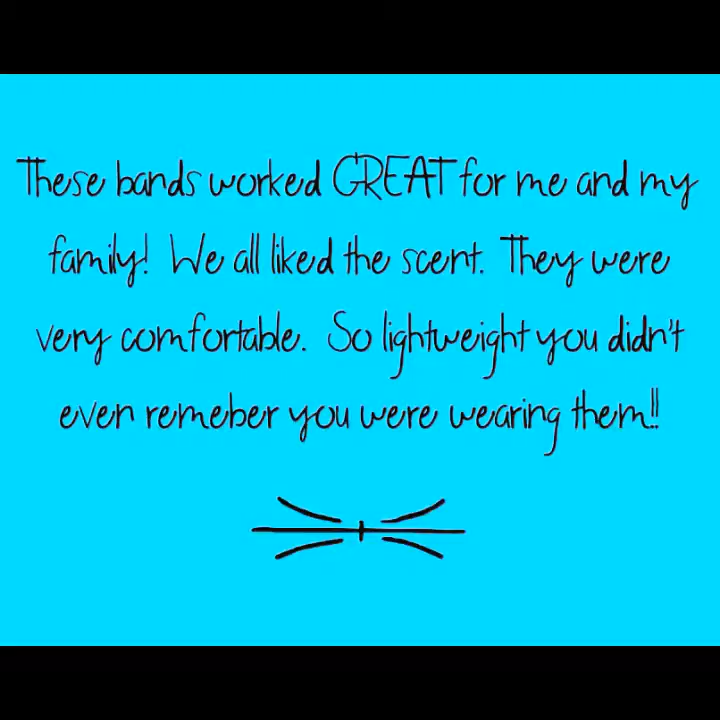 These bands worked GREAT for me and my
family! We all liked the scent. They were
very comfortable. So lightweight you didn't
even remeber you were wearing them!!